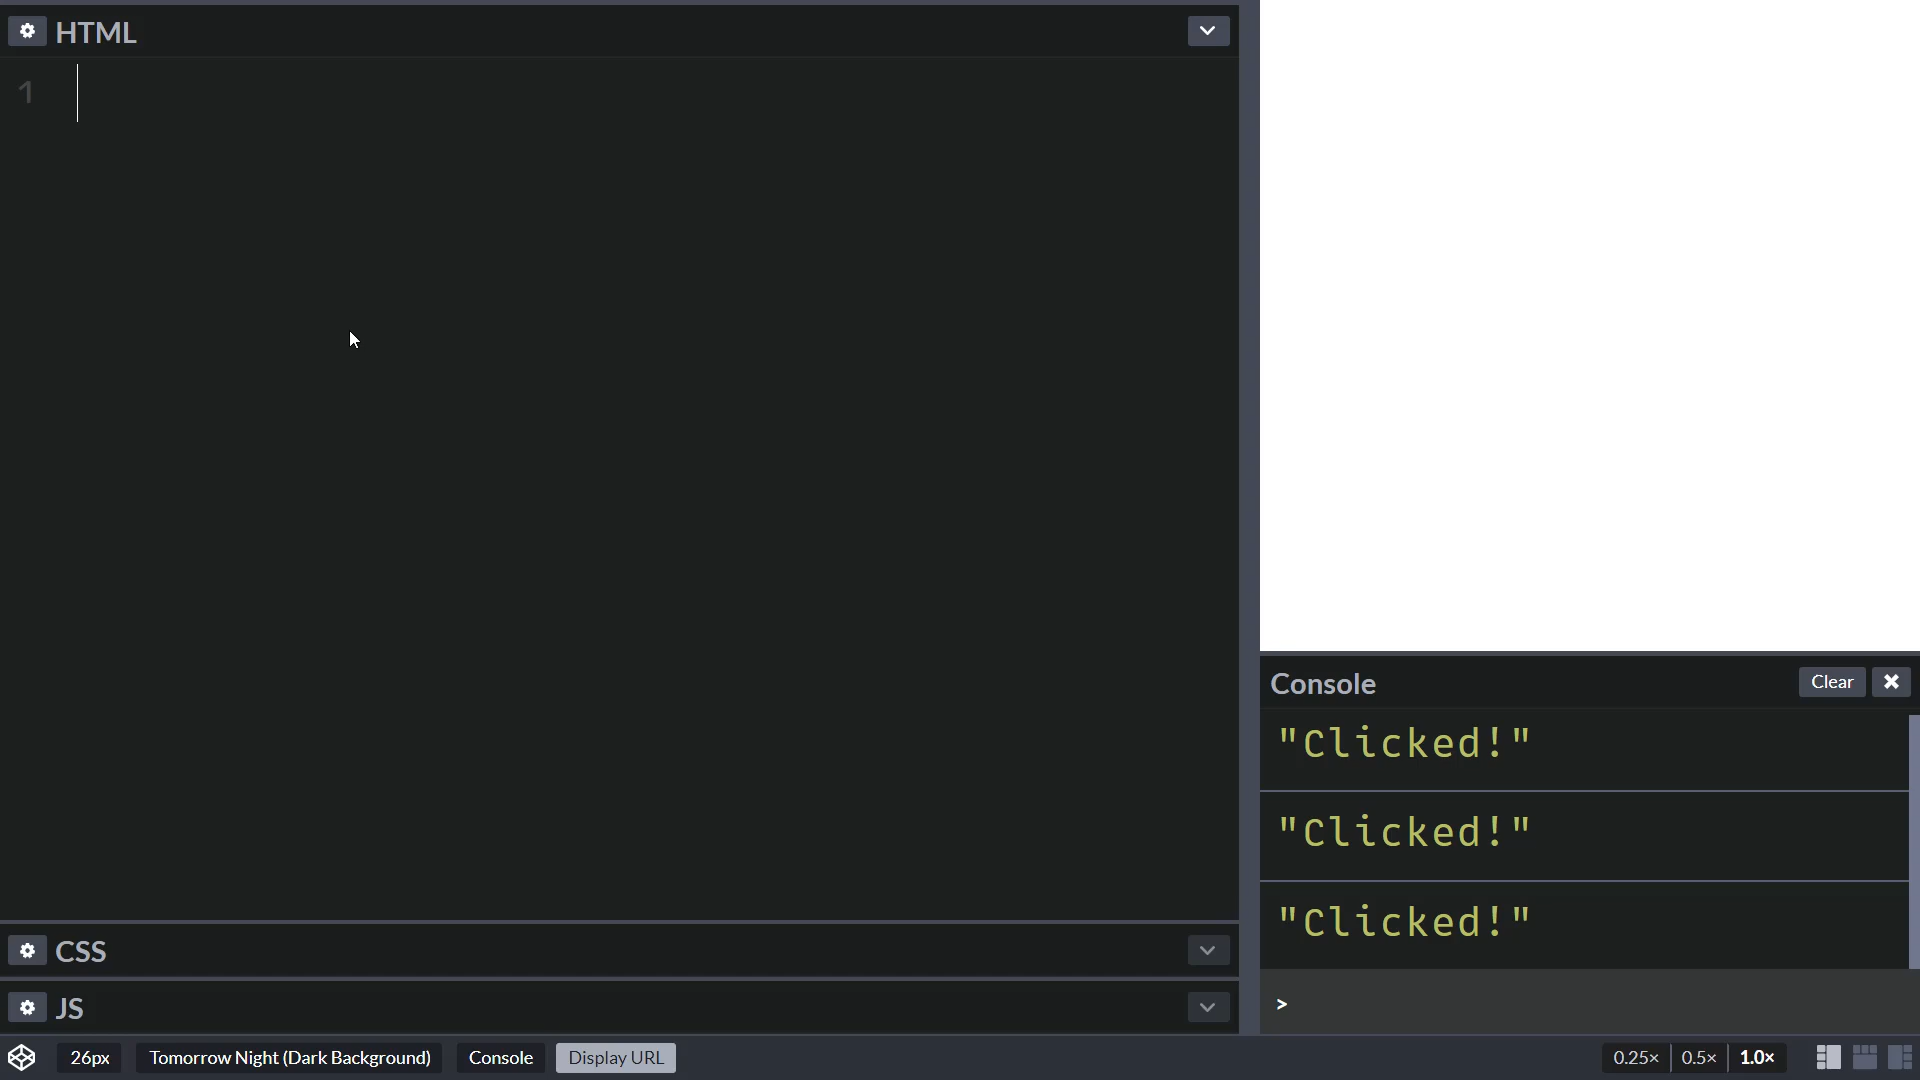 HTML
1
CSS
JS
Console
Clear
"Clicked!"
"Clicked!"
"Clicked!"
>
26px
Tomorrow Night (Dark Background)
Console
Display URL
0.25×
0.5×
1.0×